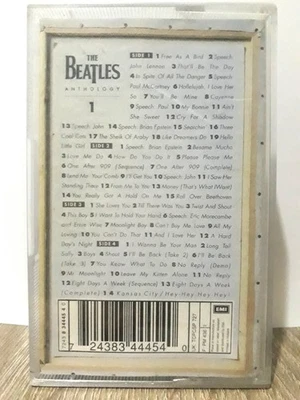 THE
BEATLES
ANTHOLOGY
1
SIDE 1 1 Free As A Bird 2 Speech
John Lennon 3 That'll Be The Day
4 In Spite Of All The Danger 5 Speech
Paul McCartney 6 Hallelujah, I Love Her
So 7 You'll Be Mine 8 Cayenne
9 Speech Paul 10 My Bonnie 11 Ain't
She Sweet 12 Cry For A Shadow
13 Speech John 14 Speech Brian Epstein 15 Searchin' 16 Three
Cool Cats 17 The Sheik Of Araby 18 Like Dreamers Do 19 Hello
Little Girl SIDE 2 1 Speech Brian Epstein 2 Besame Mucho
3 Love Me Do 4 How Do You Do It 5 Please Please Me
6 One After 909 (Sequence) 7 One After 909 (Complete)
8 Lend Me Your Comb 9 I'll Get You 10 Speech John 11 I Saw Her
Standing There 12 From Me To You 13 Money (That's What I Want)
14 You Really Got A Hold On Me 15 Roll Over Beethoven
SIDE 3 1 She Loves You 2 Till There Was You 3 Twist And Shout
4 This Boy 5 I Want To Hold Your Hand 6 Speech Eric Morecambe
and Ernie Wise 7 Moonlight Bay 8 Can't Buy Me Love 9 All My
Loving 10 You Can't Do That 11 And I Love Her 12 A Hard
Day's Night SIDE 4 1 I Wanna Be Your Man 2 Long Tall
Sally 3 Boys 4 Shout 5 I'll Be Back (Take 2) 6 I'll Be Back
(Take 3) 7 You Know What To Do 8 No Reply (Demo)
9 Mr Moonlight 10 Leave My Kitten Alone 11 No Reply
12 Eight Days A Week (Sequence) 13 Eight Days A Week
(Complete) 14 Kansas City / Hey-Hey-Hey-Hey!
7243 8 34445 4 0
7 24383 44454 0
UK: TCPCSP 727
EMI